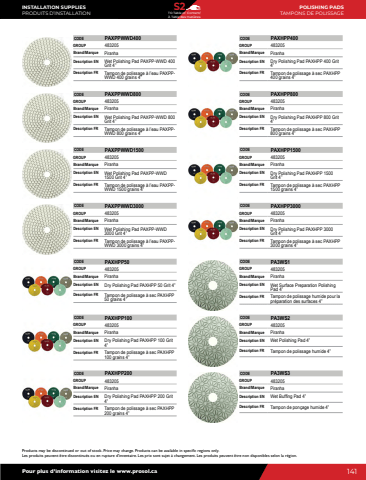 INSTALLATION SUPPLIES
PRODUITS D'INSTALLATION
S2
POLISHING PADS
TAMPONS DE POLISSAGE
CODE PAXPPWWD400
GROUP 483205
Brand/Marque Piranha
Description EN Wet Polishing Pad PAXPP-WWD 400
Grit 4"
Description FR Tampon de polissage à l'eau PAXPP-
WWD 400 grains 4"
CODE PAXPPWWD800
GROUP 483205
Brand/Marque Piranha
Description EN Wet Polishing Pad PAXPP-WWD 800
Grit 4"
Description FR Tampon de polissage à l'eau PAXPP-
WWD 800 grains 4"
CODE PAXPPWWD1500
GROUP 483205
Brand/Marque Piranha
Description EN Wet Polishing Pad PAXPP-WWD
1500 Grit 4"
Description FR Tampon de polissage à l'eau PAXPP-
WWD 1500 grains 4"
CODE PAXPPWWD3000
GROUP 483205
Brand/Marque Piranha
Description EN Wet Polishing Pad PAXPP-WWD
3000 Grit 4"
Description FR Tampon de polissage à l'eau PAXPP-
WWD 3000 grains 4"
CODE PAXHPP50
GROUP 483205
Brand/Marque Piranha
Description EN Dry Polishing Pad PAXHPP 50 Grit 4"
Description FR Tampon de polissage à sec PAXHPP
50 grains 4"
CODE PAXHPP100
GROUP 483205
Brand/Marque Piranha
Description EN Dry Polishing Pad PAXHPP 100 Grit
4"
Description FR Tampon de polissage à sec PAXHPP
100 grains 4"
CODE PAXHPP200
GROUP 483205
Brand/Marque Piranha
Description EN Dry Polishing Pad PAXHPP 200 Grit
4"
Description FR Tampon de polissage à sec PAXHPP
200 grains 4"
CODE PAXHPP400
GROUP 483205
Brand/Marque Piranha
Description EN Dry Polishing Pad PAXHPP 400 Grit
4"
Description FR Tampon de polissage à sec PAXHPP
400 grains 4"
CODE PAXHPP800
GROUP 483205
Brand/Marque Piranha
Description EN Dry Polishing Pad PAXHPP 800 Grit
4"
Description FR Tampon de polissage à sec PAXHPP
800 grains 4"
CODE PAXHPP1500
GROUP 483205
Brand/Marque Piranha
Description EN Dry Polishing Pad PAXHPP 1500
Grit 4"
Description FR Tampon de polissage à sec PAXHPP
1500 grains 4"
CODE PAXHPP3000
GROUP 483205
Brand/Marque Piranha
Description EN Dry Polishing Pad PAXHPP 3000
Grit 4"
Description FR Tampon de polissage à sec PAXHPP
3000 grains 4"
CODE PA3WS1
GROUP 483205
Brand/Marque Piranha
Description EN Wet Surface Preparation Polishing
Pad 4"
Description FR Tampon de polissage humide pour la
préparation des surfaces 4"
CODE PA3WS2
GROUP 483205
Brand/Marque Piranha
Description EN Wet Polishing Pad 4"
Description FR Tampon de polissage humide 4"
CODE PA3WS3
GROUP 483205
Brand/Marque Piranha
Description EN Wet Buffing Pad 4"
Description FR Tampon de ponçage humide 4"
Products may be discontinued or out of stock. Price may change. Products can be available in specific regions only.
Les produits peuvent être discontinués ou en rupture d'inventaire. Les prix sont sujet à changement. Les produits peuvent être non disponibles selon la région.
Pour plus d'information visitez le www.prosol.ca
141